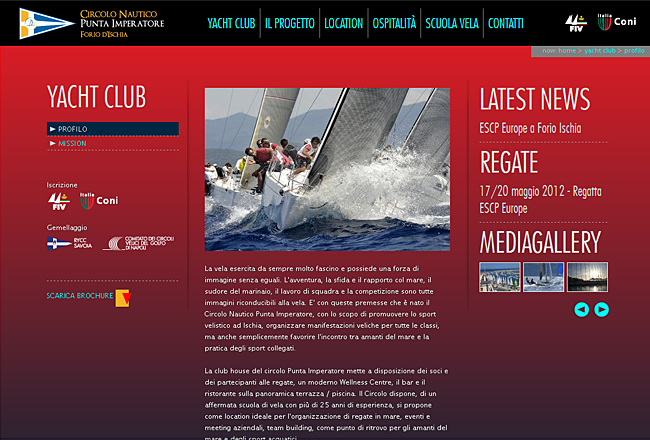 CIRCOLO NAUTICO
PUNTA IMPERATORE
FORIO D'ISCHIA
YACHT CLUB
IL PROGETTO
LOCATION
OSPITALITÀ
SCUOLA VELA
CONTATTI
FIV
Italia
Coni
now: home > yacht club > profilo
YACHT CLUB
PROFILO
MISSION
Iscrizione
FIV
Italia
Coni
Gemellaggio
RYCC
SAVOIA
COMITATO DEI CIRCOLI
VELICI DEL GOLFO
DI NAPOLI
SCARICA BROCHURE
La vela esercita da sempre molto fascino e possiede una forza di
immagine senza eguali. L'avventura, la sfida e il rapporto col mare, il
sudore del marinaio, il lavoro di squadra e la competizione sono tutte
immagini riconducibili alla vela. E' con queste premesse che è nato il
Circolo Nautico Punta Imperatore, con lo scopo di promuovere lo sport
velistico ad Ischia, organizzare manifestazioni veliche per tutte le classi,
ma anche semplicemente favorire l'incontro tra amanti del mare e la
pratica degli sport collegati.
La club house del circolo Punta Imperatore mette a disposizione dei soci e
dei partecipanti alle regate, un moderno Wellness Centre, il bar e il
ristorante sulla panoramica terrazza / piscina. Il Circolo dispone, di un
affermata scuola di vela con più di 25 anni di esperienza, si propone
come location ideale per l'organizzazione di regate in mare, eventi e
meeting aziendali, team building, come punto di ritrovo per gli amanti del
mare e degli sport acquatici.
LATEST NEWS
ESCP Europe a Forio Ischia
REGATE
17/20 maggio 2012 - Regatta
ESCP Europe
MEDIAGALLERY